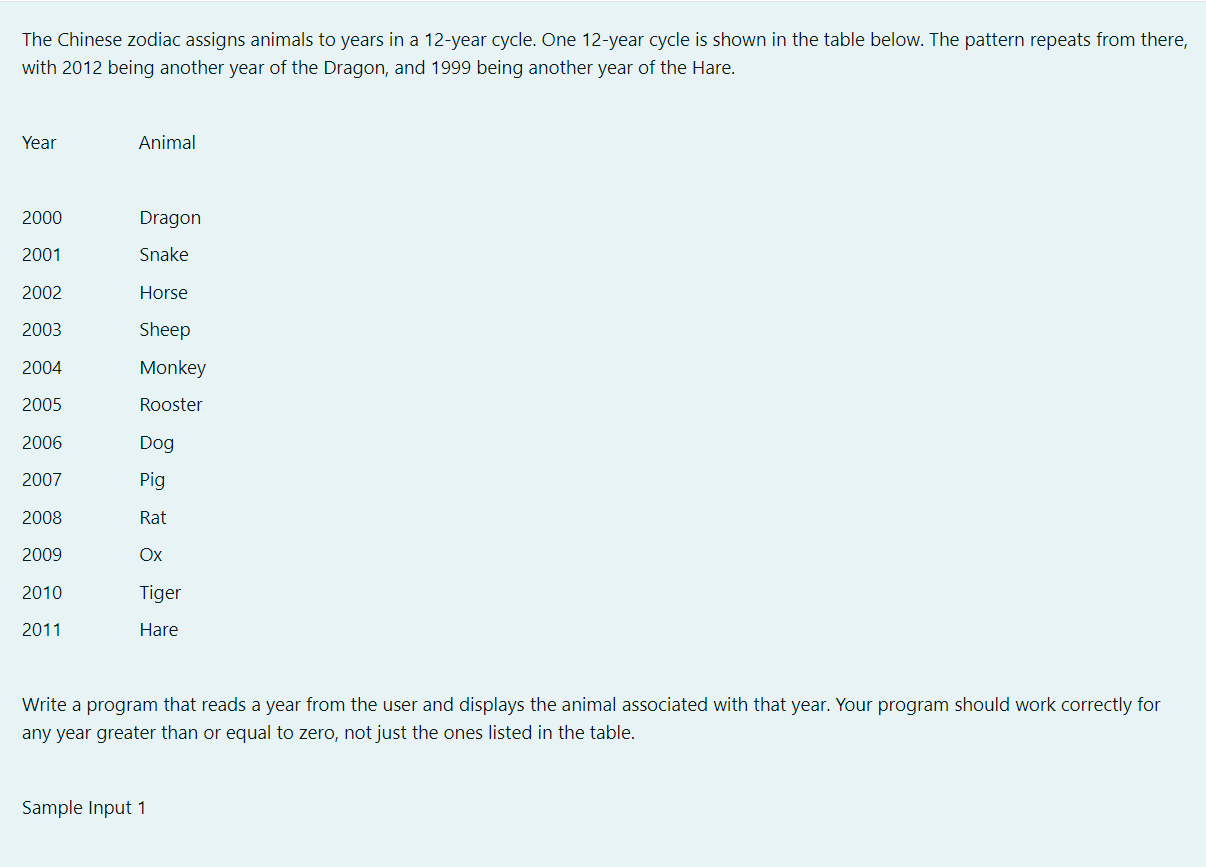 The Chinese zodiac assigns animals to years in a 12-year cycle. One 12-year cycle is shown in the table below. The pattern repeats from there,
with 2012 being another year of the Dragon, and 1999 being another year of the Hare.
Year Animal
2000 Dragon
2001 Snake
2002 Horse
2003 Sheep
2004 Monkey
2005 Rooster
2006 Dog
2007 Pig
2008 Rat
2009 Ox
2010 Tiger
2011 Hare
Write a program that reads a year from the user and displays the animal associated with that year. Your program should work correctly for
any year greater than or equal to zero, not just the ones listed in the table.
Sample Input 1